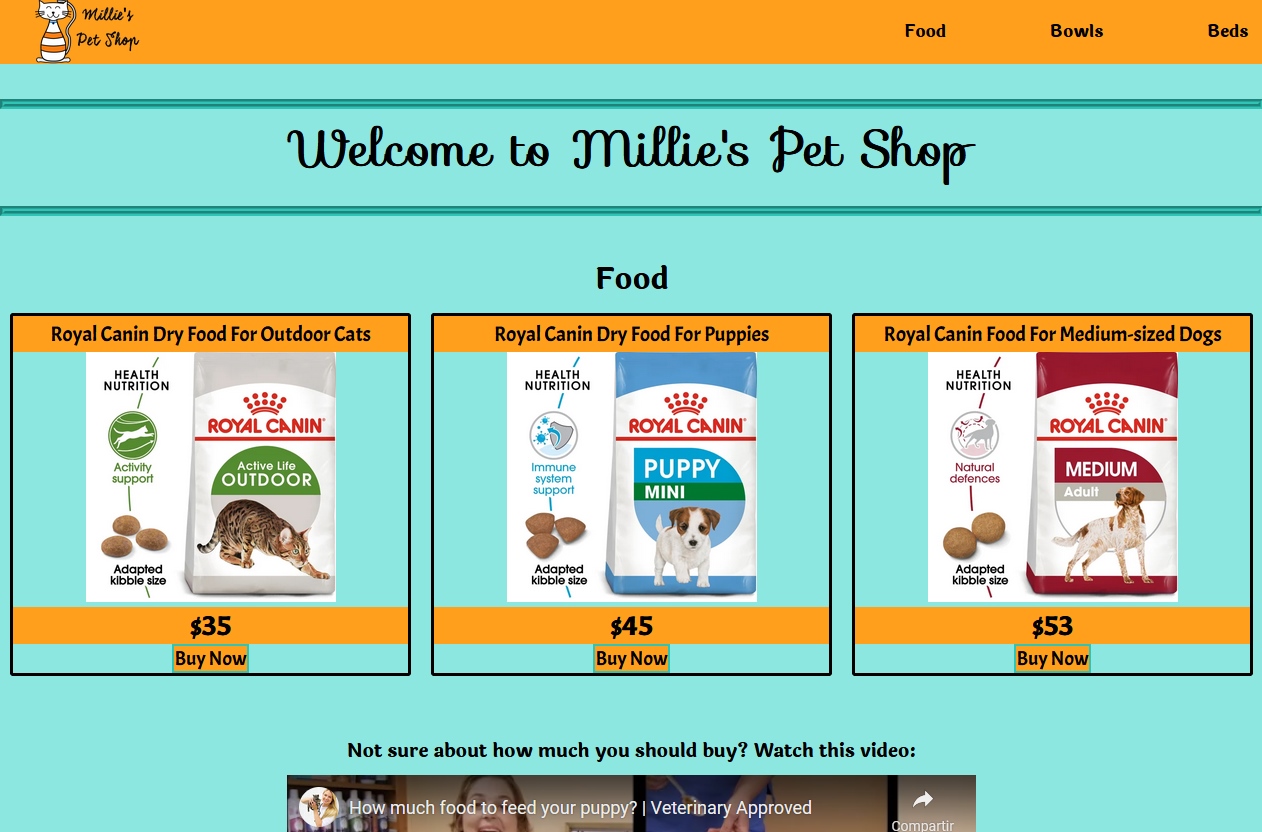 Millie's
Pet Shop
Food
Bowls
Beds
Welcome to Millie's Pet Shop
Food
Royal Canin Dry Food For Outdoor Cats
HEALTH
NUTRITION
Activity
support
Adapted
kibble size
ROYAL CANIN®
Active Life
OUTDOOR
$35
Buy Now
Royal Canin Dry Food For Puppies
HEALTH
NUTRITION
Immune
system
support
Adapted
kibble size
ROYAL CANIN®
PUPPY
MINI
$45
Buy Now
Royal Canin Food For Medium-sized Dogs
HEALTH
NUTRITION
Natural
defences
Adapted
kibble size
ROYAL CANIN®
MEDIUM
Adult
$53
Buy Now
Not sure about how much you should buy? Watch this video:
How much food to feed your puppy? | Veterinary Approved
Compartir